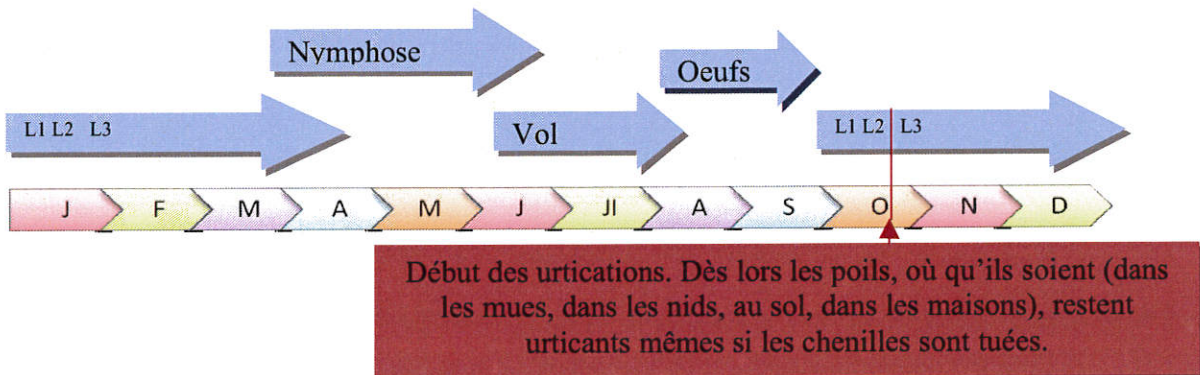 Nymphose
Oeufs
L1 L2 L3
Vol
L1 L2 L3
J F M A M J Jl A S O N D
Début des urtications. Dès lors les poils, où qu'ils soient (dans
les mues, dans les nids, au sol, dans les maisons), restent
urticants mêmes si les chenilles sont tuées.